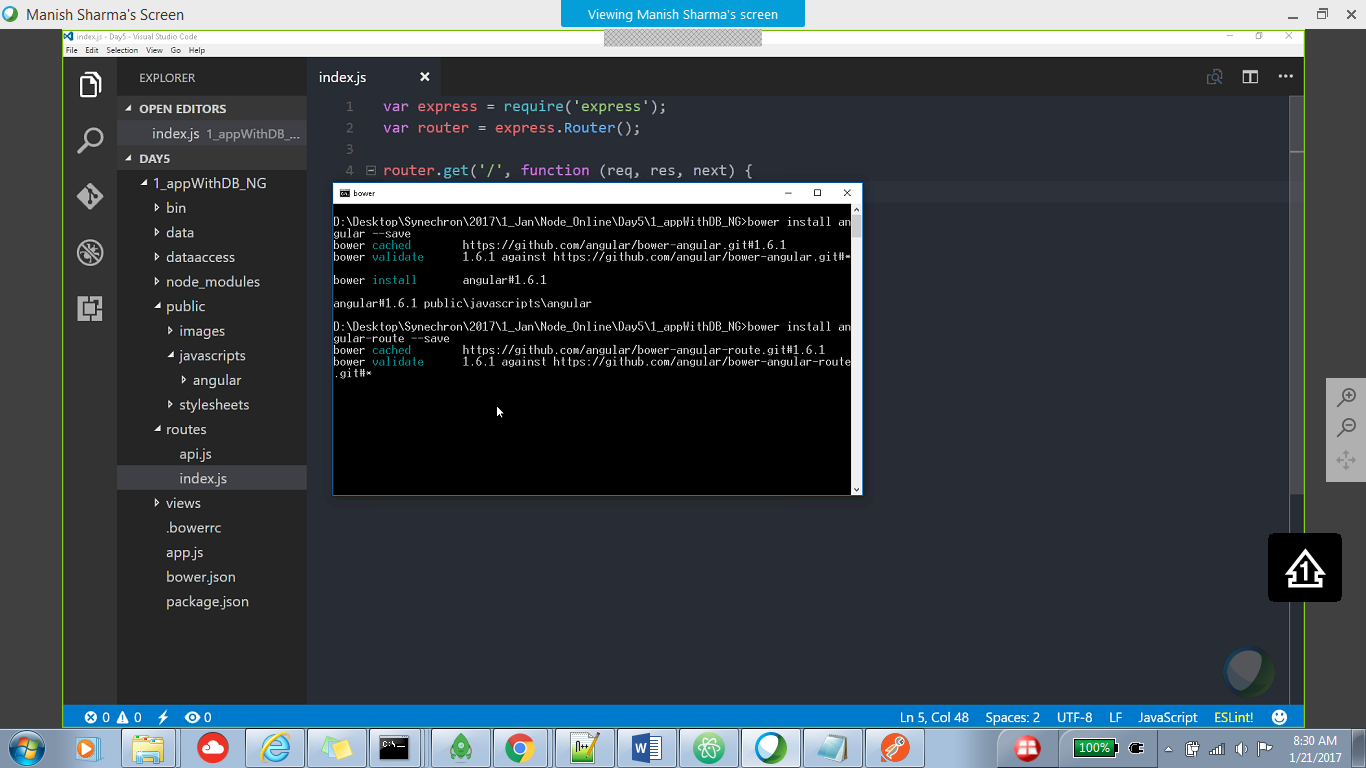 Manish Sharma's Screen
Viewing Manish Sharma's screen
index.js - Day5 - Visual Studio Code
File Edit Selection View Go Help
EXPLORER
OPEN EDITORS
index.js 1_appWithDB_...
DAY5
1_appWithDB_NG
bin
data
dataaccess
node_modules
public
images
javascripts
angular
stylesheets
routes
api.js
index.js
views
.bowerrc
app.js
bower.json
package.json
index.js
1 var express = require('express');
2 var router = express.Router();
3
4 router.get('/', function (req, res, next) {
bower
D:\Desktop\Synechron\2017\1_Jan\Node_Online\Day5\1_appWithDB_NG>bower install an
gular --save
bower cached https://github.com/angular/bower-angular.git#1.6.1
bower validate 1.6.1 against https://github.com/angular/bower-angular.git#*
bower install angular#1.6.1
angular#1.6.1 public\javascripts\angular
D:\Desktop\Synechron\2017\1_Jan\Node_Online\Day5\1_appWithDB_NG>bower install an
gular-route --save
bower cached https://github.com/angular/bower-angular-route.git#1.6.1
bower validate 1.6.1 against https://github.com/angular/bower-angular-route
.git#*
1
0 0 0
Ln 5, Col 48 Spaces: 2 UTF-8 LF JavaScript ESLint!
100%
8:30 AM
1/21/2017